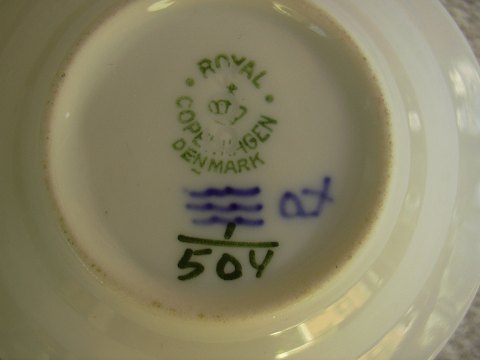 ROYAL
COPENHAGEN
DENMARK
1
504